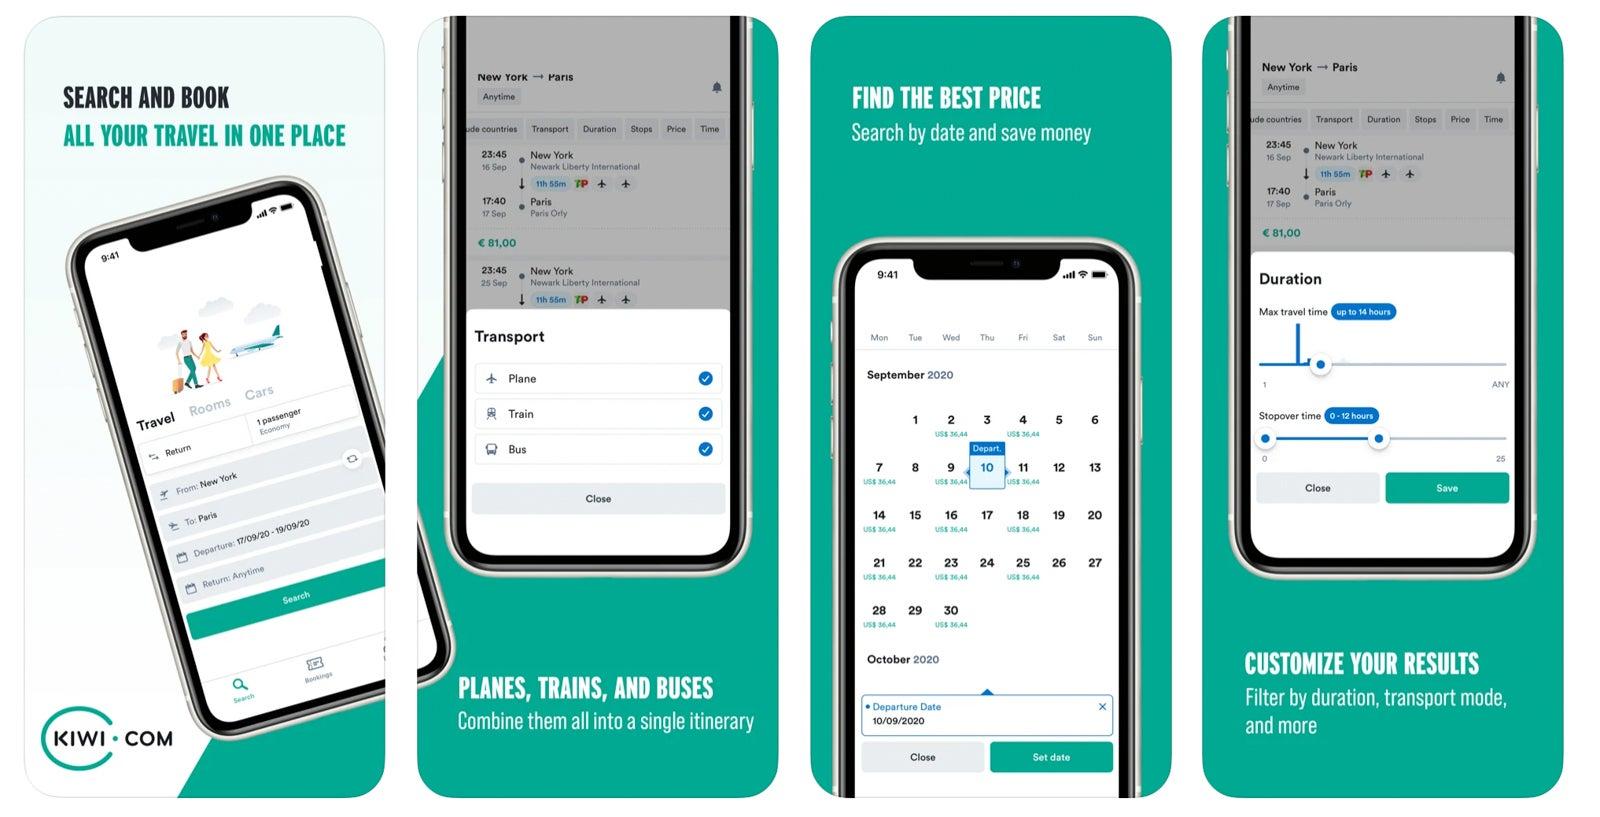 SEARCH AND BOOK
ALL YOUR TRAVEL IN ONE PLACE
9:41
Travel Rooms Cars
Return
1 passenger
Economy
From: New York
To: Paris
Departure: 17/09/20 - 19/09/20
Return: Anytime
Search
Search
Bookings
KIWI·COM
New York → Paris
Anytime
ude countries Transport Duration Stops Price Time
23:45 New York
16 Sep Newark Liberty International
11h 55m TP
17:40 Paris
17 Sep Paris Orly
€ 81,00
23:45 New York
25 Sep Newark Liberty International
11h 55m TP
Transport
Plane
Train
Bus
Close
PLANES, TRAINS, AND BUSES
Combine them all into a single itinerary
FIND THE BEST PRICE
Search by date and save money
9:41
Mon Tue Wed Thu Fri Sat Sun
September 2020
1 2 3 4 5 6
US$ 36,44 US$ 36,44
Depart.
7 8 9 10 11 12 13
US$ 36,44 US$ 36,44 US$ 36,44
14 15 16 17 18 19 20
US$ 36,44 US$ 36,44 US$ 36,44
21 22 23 24 25 26 27
US$ 36,44 US$ 36,44 US$ 36,44
28 29 30
US$ 36,44 US$ 36,44
October 2020
Departure Date
10/09/2020
Close Set date
New York → Paris
Anytime
ude countries Transport Duration Stops Price Time
23:45 New York
16 Sep Newark Liberty International
11h 55m TP
17:40 Paris
17 Sep Paris Orly
€ 81,00
Duration
Max travel time up to 14 hours
1 ANY
Stopover time 0 - 12 hours
0 25
Close Save
CUSTOMIZE YOUR RESULTS
Filter by duration, transport mode,
and more